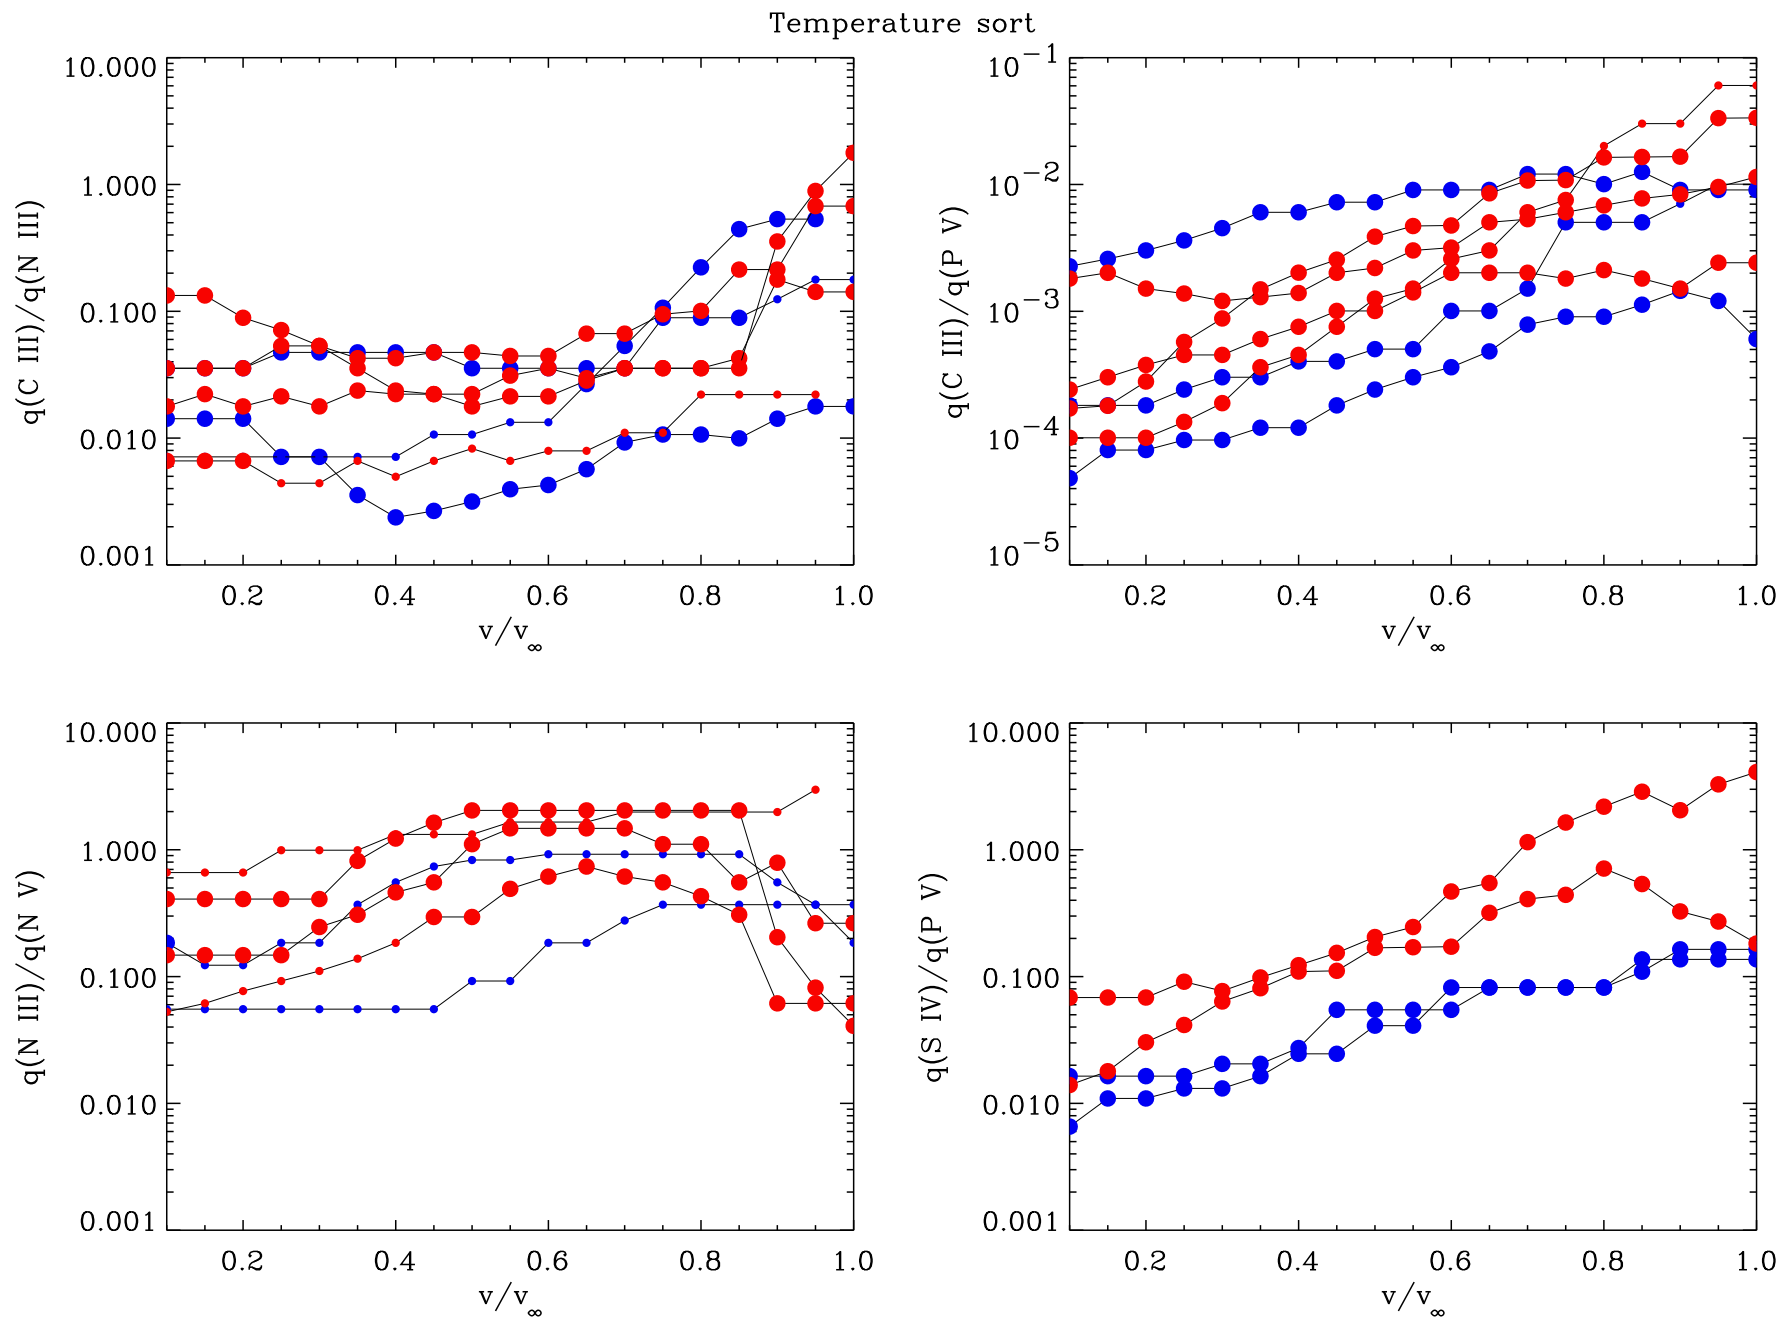 Temperature sort
q(C III)/q(N III)
10.000
1.000
0.100
0.010
0.001
0.2 0.4 0.6 0.8 1.0
v/v∞
q(C III)/q(P V)
10⁻¹
10⁻²
10⁻³
10⁻⁴
10⁻⁵
0.2 0.4 0.6 0.8 1.0
v/v∞
q(N III)/q(N V)
10.000
1.000
0.100
0.010
0.001
0.2 0.4 0.6 0.8 1.0
v/v∞
q(S IV)/q(P V)
10.000
1.000
0.100
0.010
0.001
0.2 0.4 0.6 0.8 1.0
v/v∞